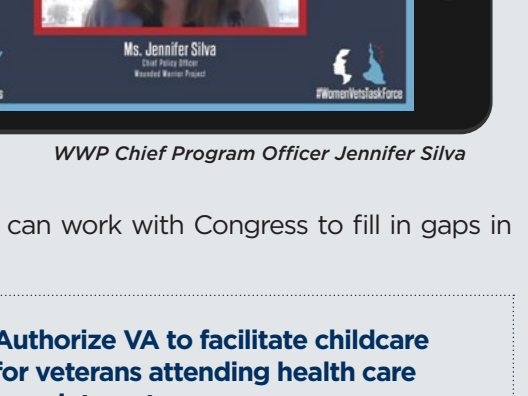 Ms. Jennifer Silva
Chief Policy Officer
Wounded Warrior Project
#WomenVetsTaskForce
WWP Chief Program Officer Jennifer Silva
can work with Congress to fill in gaps in
Authorize VA to facilitate childcare
for veterans attending health care